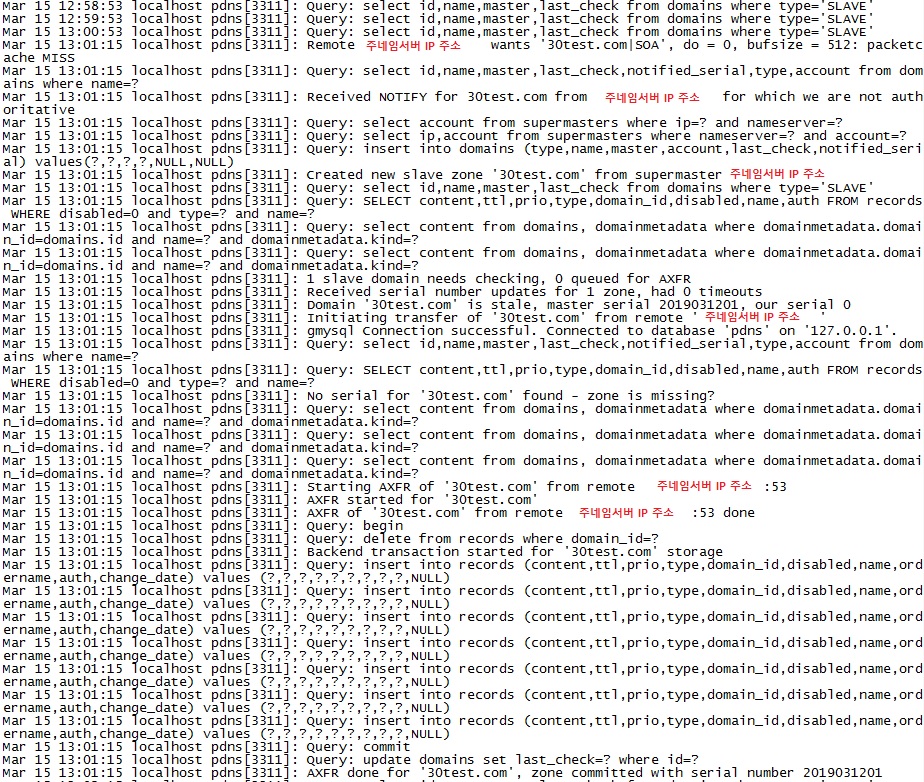 Mar 15 12:58:53 localhost pdns[3311]: Query: select id,name,master,last_check from domains where type='SLAVE'
Mar 15 12:59:53 localhost pdns[3311]: Query: select id,name,master,last_check from domains where type='SLAVE'
Mar 15 13:00:53 localhost pdns[3311]: Query: select id,name,master,last_check from domains where type='SLAVE'
Mar 15 13:01:15 localhost pdns[3311]: Remote 주네임서버 IP 주소 wants '30test.com|SOA', do = 0, bufsize = 512: packetc
ache MISS
Mar 15 13:01:15 localhost pdns[3311]: Query: select id,name,master,last_check,notified_serial,type,account from dom
ains where name=?
Mar 15 13:01:15 localhost pdns[3311]: Received NOTIFY for 30test.com from 주네임서버 IP 주소 for which we are not auth
oritative
Mar 15 13:01:15 localhost pdns[3311]: Query: select account from supermasters where ip=? and nameserver=?
Mar 15 13:01:15 localhost pdns[3311]: Query: select ip,account from supermasters where nameserver=? and account=?
Mar 15 13:01:15 localhost pdns[3311]: Query: insert into domains (type,name,master,account,last_check,notified_seri
al) values(?,?,?,?,NULL,NULL)
Mar 15 13:01:15 localhost pdns[3311]: Created new slave zone '30test.com' from supermaster 주네임서버 IP 주소
Mar 15 13:01:15 localhost pdns[3311]: Query: select id,name,master,last_check from domains where type='SLAVE'
Mar 15 13:01:15 localhost pdns[3311]: Query: SELECT content,ttl,prio,type,domain_id,disabled,name,auth FROM records
WHERE disabled=0 and type=? and name=?
Mar 15 13:01:15 localhost pdns[3311]: Query: select content from domains, domainmetadata where domainmetadata.domai
n_id=domains.id and name=? and domainmetadata.kind=?
Mar 15 13:01:15 localhost pdns[3311]: Query: select content from domains, domainmetadata where domainmetadata.domai
n_id=domains.id and name=? and domainmetadata.kind=?
Mar 15 13:01:15 localhost pdns[3311]: 1 slave domain needs checking, 0 queued for AXFR
Mar 15 13:01:15 localhost pdns[3311]: Received serial number updates for 1 zone, had 0 timeouts
Mar 15 13:01:15 localhost pdns[3311]: Domain '30test.com' is stale, master serial 2019031201, our serial 0
Mar 15 13:01:15 localhost pdns[3311]: Initiating transfer of '30test.com' from remote '주네임서버 IP 주소 '
Mar 15 13:01:15 localhost pdns[3311]: gmysql Connection successful. Connected to database 'pdns' on '127.0.0.1'.
Mar 15 13:01:15 localhost pdns[3311]: Query: select id,name,master,last_check,notified_serial,type,account from dom
ains where name=?
Mar 15 13:01:15 localhost pdns[3311]: Query: SELECT content,ttl,prio,type,domain_id,disabled,name,auth FROM records
WHERE disabled=0 and type=? and name=?
Mar 15 13:01:15 localhost pdns[3311]: No serial for '30test.com' found - zone is missing?
Mar 15 13:01:15 localhost pdns[3311]: Query: select content from domains, domainmetadata where domainmetadata.domai
n_id=domains.id and name=? and domainmetadata.kind=?
Mar 15 13:01:15 localhost pdns[3311]: Query: select content from domains, domainmetadata where domainmetadata.domai
n_id=domains.id and name=? and domainmetadata.kind=?
Mar 15 13:01:15 localhost pdns[3311]: Query: select content from domains, domainmetadata where domainmetadata.domai
n_id=domains.id and name=? and domainmetadata.kind=?
Mar 15 13:01:15 localhost pdns[3311]: Starting AXFR of '30test.com' from remote 주네임서버 IP 주소 :53
Mar 15 13:01:15 localhost pdns[3311]: AXFR started for '30test.com'
Mar 15 13:01:15 localhost pdns[3311]: AXFR of '30test.com' from remote 주네임서버 IP 주소 :53 done
Mar 15 13:01:15 localhost pdns[3311]: Query: begin
Mar 15 13:01:15 localhost pdns[3311]: Query: delete from records where domain_id=?
Mar 15 13:01:15 localhost pdns[3311]: Backend transaction started for '30test.com' storage
Mar 15 13:01:15 localhost pdns[3311]: Query: insert into records (content,ttl,prio,type,domain_id,disabled,name,ord
ername,auth,change_date) values (?,?,?,?,?,?,?,?,?,NULL)
Mar 15 13:01:15 localhost pdns[3311]: Query: insert into records (content,ttl,prio,type,domain_id,disabled,name,ord
ername,auth,change_date) values (?,?,?,?,?,?,?,?,?,NULL)
Mar 15 13:01:15 localhost pdns[3311]: Query: insert into records (content,ttl,prio,type,domain_id,disabled,name,ord
ername,auth,change_date) values (?,?,?,?,?,?,?,?,?,NULL)
Mar 15 13:01:15 localhost pdns[3311]: Query: insert into records (content,ttl,prio,type,domain_id,disabled,name,ord
ername,auth,change_date) values (?,?,?,?,?,?,?,?,?,NULL)
Mar 15 13:01:15 localhost pdns[3311]: Query: insert into records (content,ttl,prio,type,domain_id,disabled,name,ord
ername,auth,change_date) values (?,?,?,?,?,?,?,?,?,NULL)
Mar 15 13:01:15 localhost pdns[3311]: Query: insert into records (content,ttl,prio,type,domain_id,disabled,name,ord
ername,auth,change_date) values (?,?,?,?,?,?,?,?,?,NULL)
Mar 15 13:01:15 localhost pdns[3311]: Query: insert into records (content,ttl,prio,type,domain_id,disabled,name,ord
ername,auth,change_date) values (?,?,?,?,?,?,?,?,?,NULL)
Mar 15 13:01:15 localhost pdns[3311]: Query: commit
Mar 15 13:01:15 localhost pdns[3311]: Query: update domains set last_check=? where id=?
Mar 15 13:01:15 localhost pdns[3311]: AXFR done for '30test.com', zone committed with serial number 2019031201